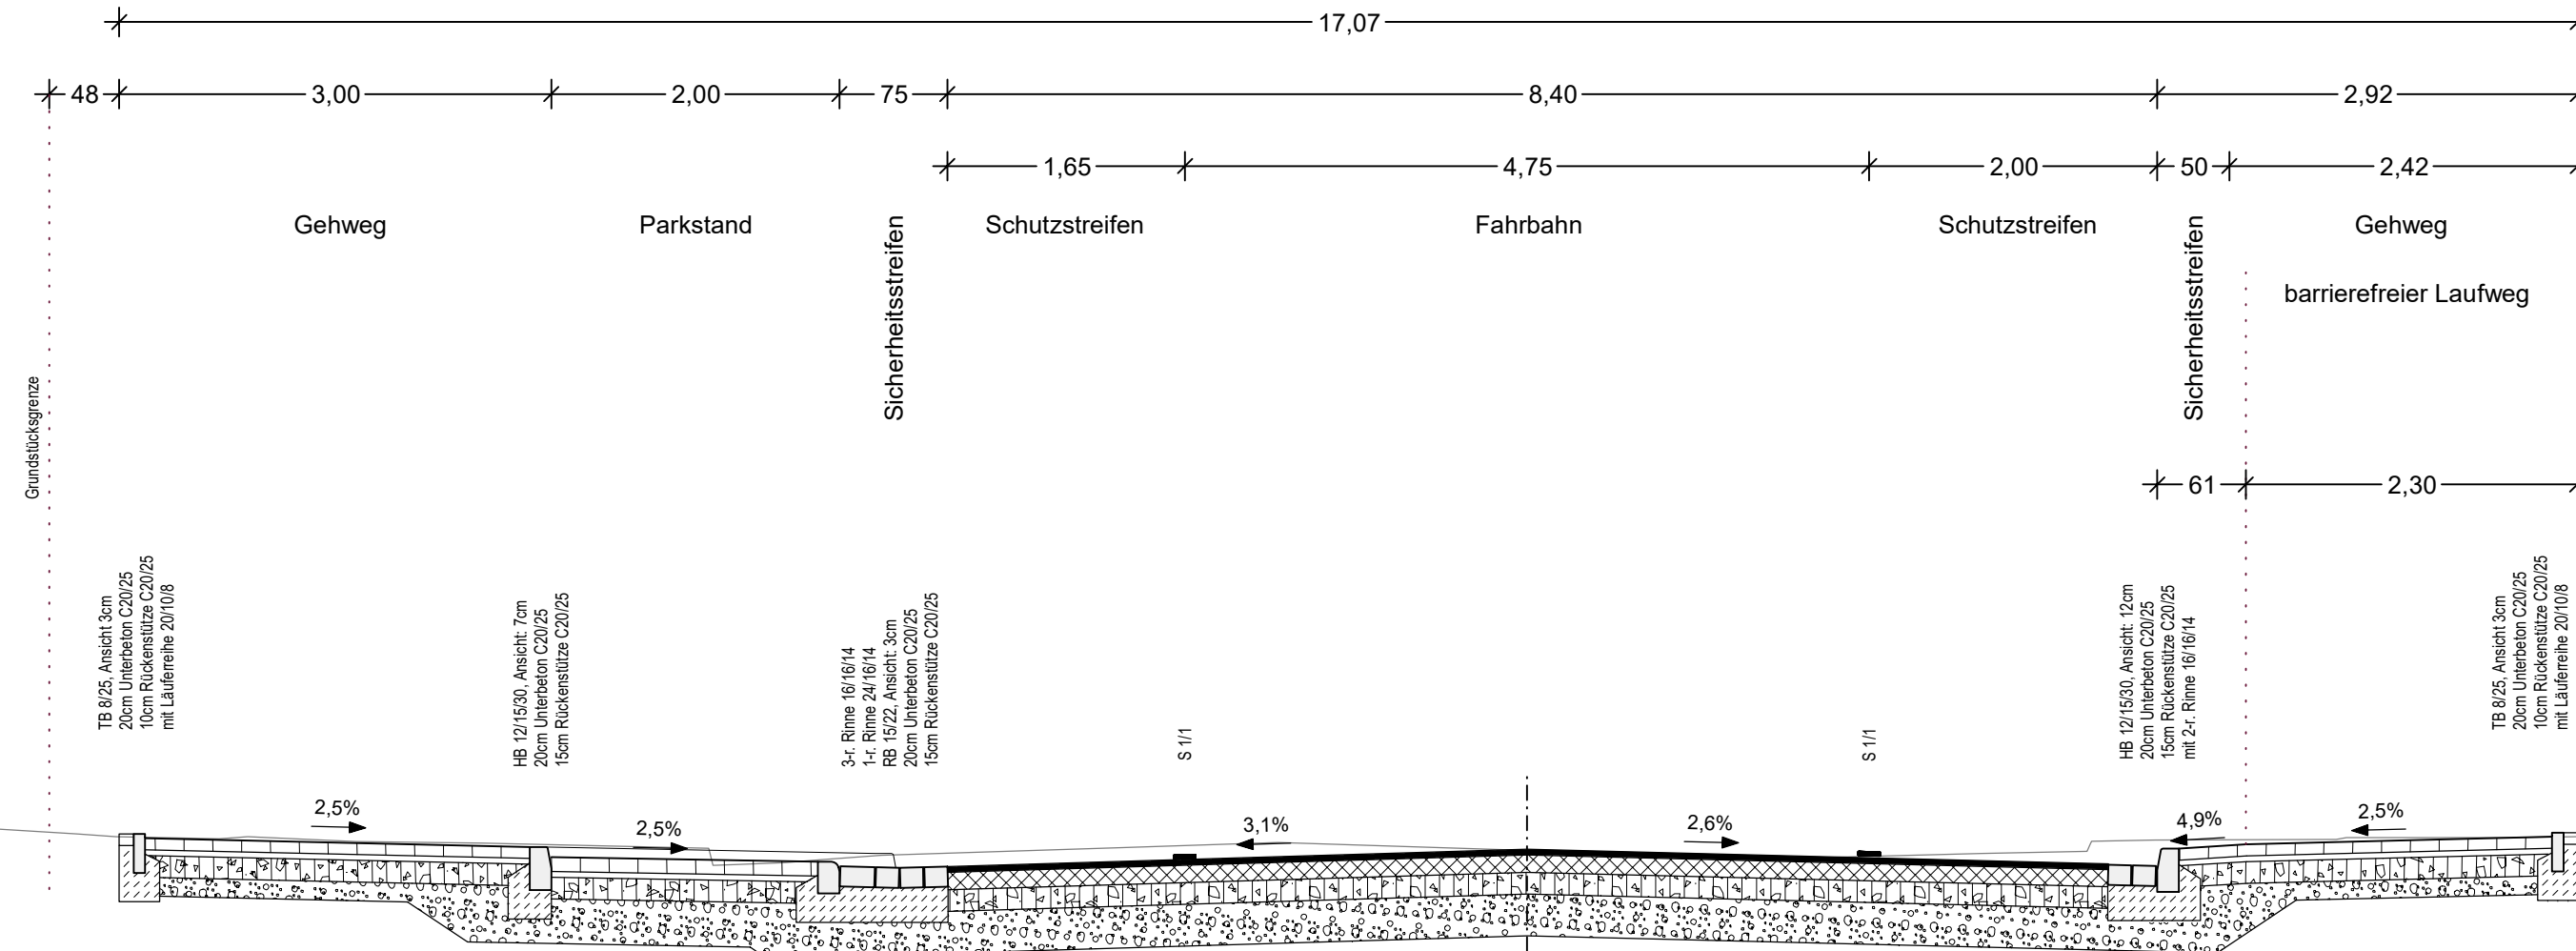 17,07
48
3,00
2,00
75
8,40
2,92
1,65
4,75
2,00
50
2,42
Gehweg
Parkstand
Sicherheitsstreifen
Schutzstreifen
Fahrbahn
Schutzstreifen
Sicherheitsstreifen
Gehweg
barrierefreier Laufweg
Grundstücksgrenze
61
2,30
TB 8/25, Ansicht 3cm
20cm Unterbeton C20/25
10cm Rückenstütze C20/25
mit Läuferreihe 20/10/8
HB 12/15/30, Ansicht: 7cm
20cm Unterbeton C20/25
15cm Rückenstütze C20/25
3-r. Rinne 16/16/14
1-r. Rinne 24/16/14
RB 15/22, Ansicht: 3cm
20cm Unterbeton C20/25
15cm Rückenstütze C20/25
S 1/1
S 1/1
HB 12/15/30, Ansicht: 12cm
20cm Unterbeton C20/25
15cm Rückenstütze C20/25
mit 2-r. Rinne 16/16/14
TB 8/25, Ansicht 3cm
20cm Unterbeton C20/25
10cm Rückenstütze C20/25
mit Läuferreihe 20/10/8
2,5%
2,5%
3,1%
2,6%
4,9%
2,5%